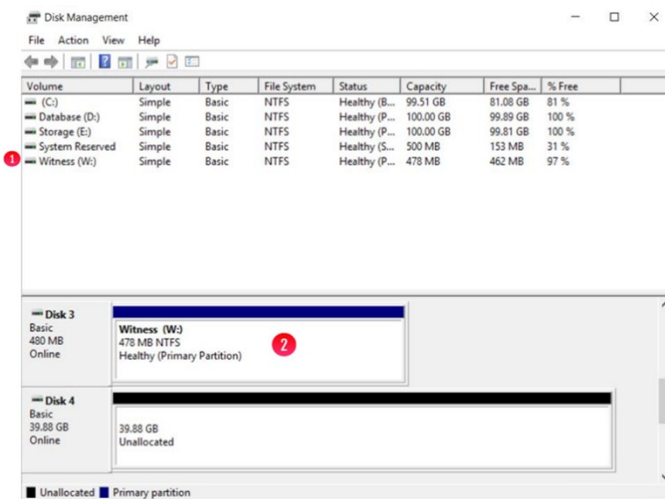 Disk Management
File Action View Help
Volume Layout Type File System Status Capacity Free Spa... % Free
(C:) Simple Basic NTFS Healthy (B... 99.51 GB 81.08 GB 81 %
Database (D:) Simple Basic NTFS Healthy (P... 100.00 GB 99.89 GB 100 %
Storage (E:) Simple Basic NTFS Healthy (P... 100.00 GB 99.81 GB 100 %
System Reserved Simple Basic NTFS Healthy (S... 500 MB 153 MB 31 %
1 Witness (W:) Simple Basic NTFS Healthy (P... 478 MB 462 MB 97 %
Disk 3
Basic
480 MB
Online
Witness (W:)
478 MB NTFS
Healthy (Primary Partition)
2
Disk 4
Basic
39.88 GB
Online
39.88 GB
Unallocated
Unallocated Primary partition